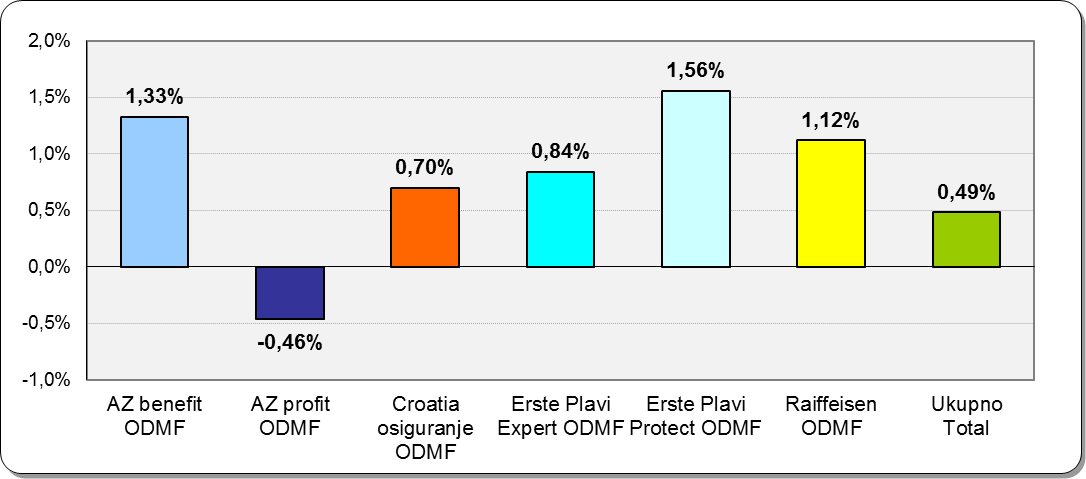 2,0%
1,5%
1,0%
0,5%
0,0%
-0,5%
-1,0%
1,33%
-0,46%
0,70%
0,84%
1,56%
1,12%
0,49%
AZ benefit
ODMF
AZ profit
ODMF
Croatia
osiguranje
ODMF
Erste Plavi
Expert ODMF
Erste Plavi
Protect ODMF
Raiffeisen
ODMF
Ukupno
Total